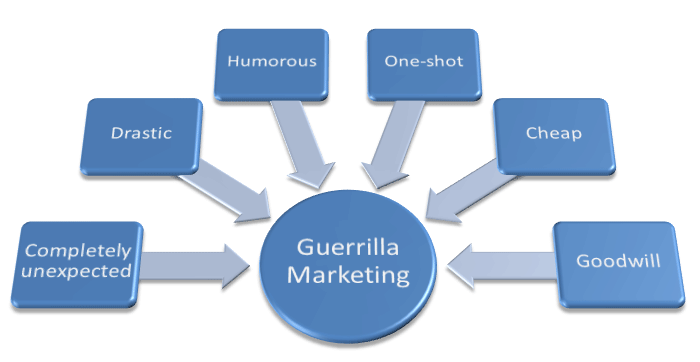 Humorous
One-shot
Drastic
Cheap
Completely
unexpected
Guerrilla
Marketing
Goodwill